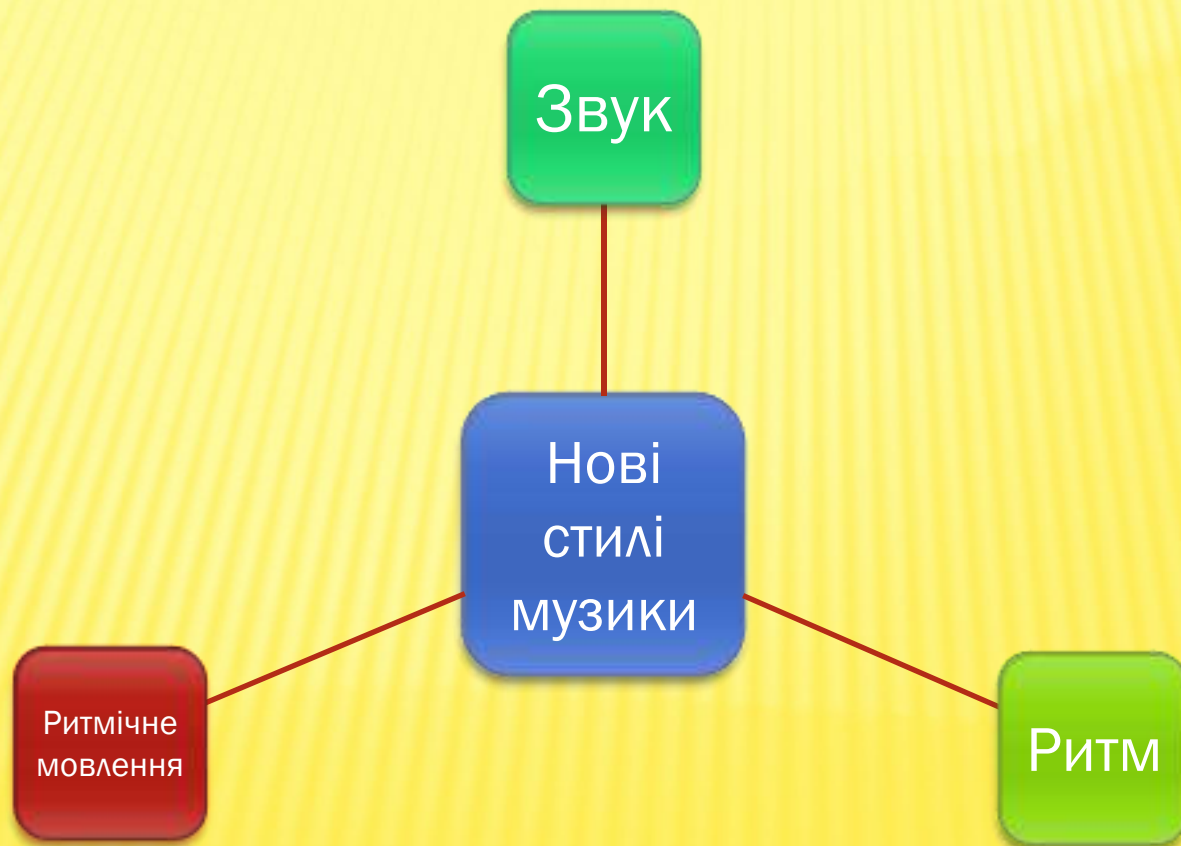 Звук
Нові
стилі
музики
Ритмічне
мовлення
Ритм